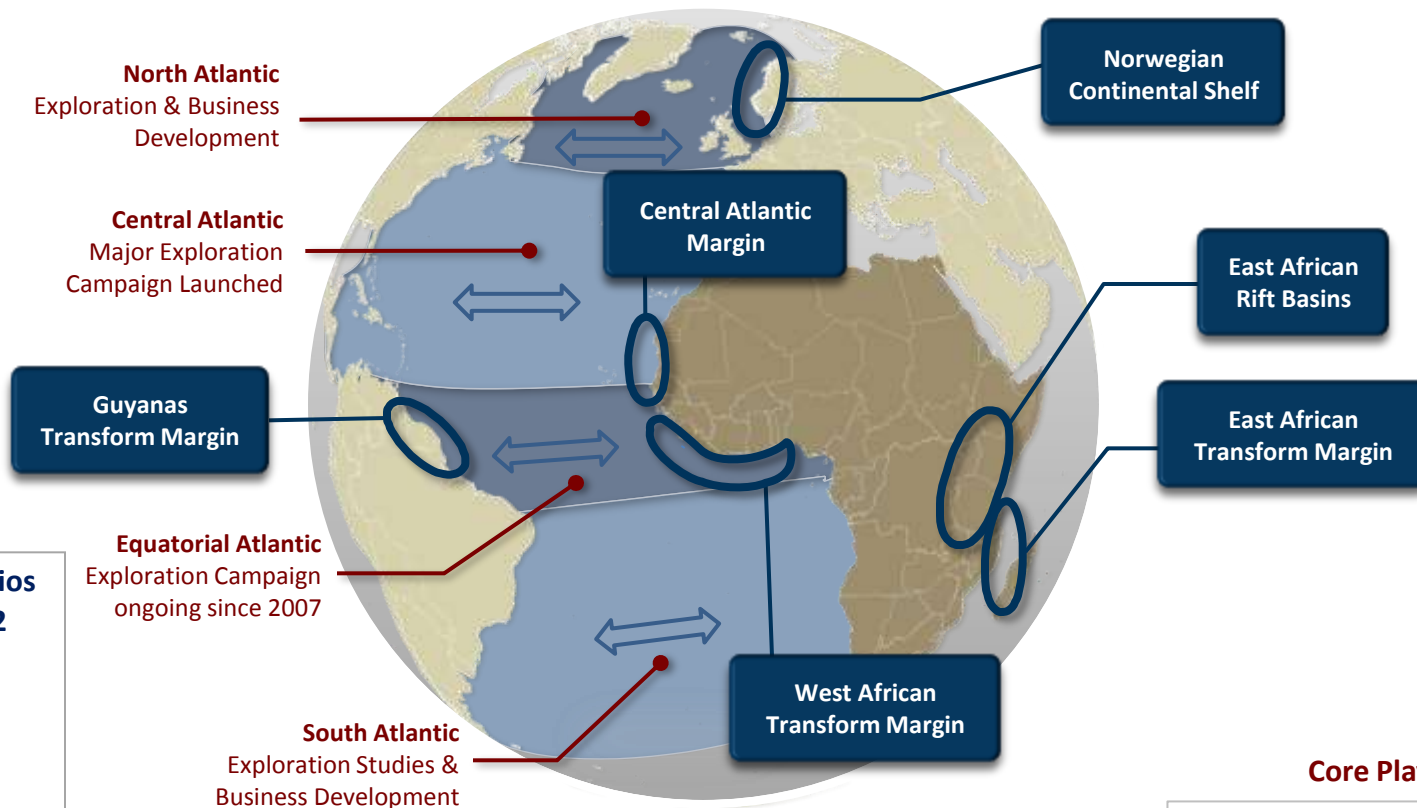 North Atlantic
Exploration & Business
Development
Norwegian
Continental Shelf
Central Atlantic
Major Exploration
Campaign Launched
Central Atlantic
Margin
East African
Rift Basins
Guyanas
Transform Margin
East African
Transform Margin
Equatorial Atlantic
Exploration Campaign
ongoing since 2007
West African
Transform Margin
South Atlantic
Exploration Studies &
Business Development
Core